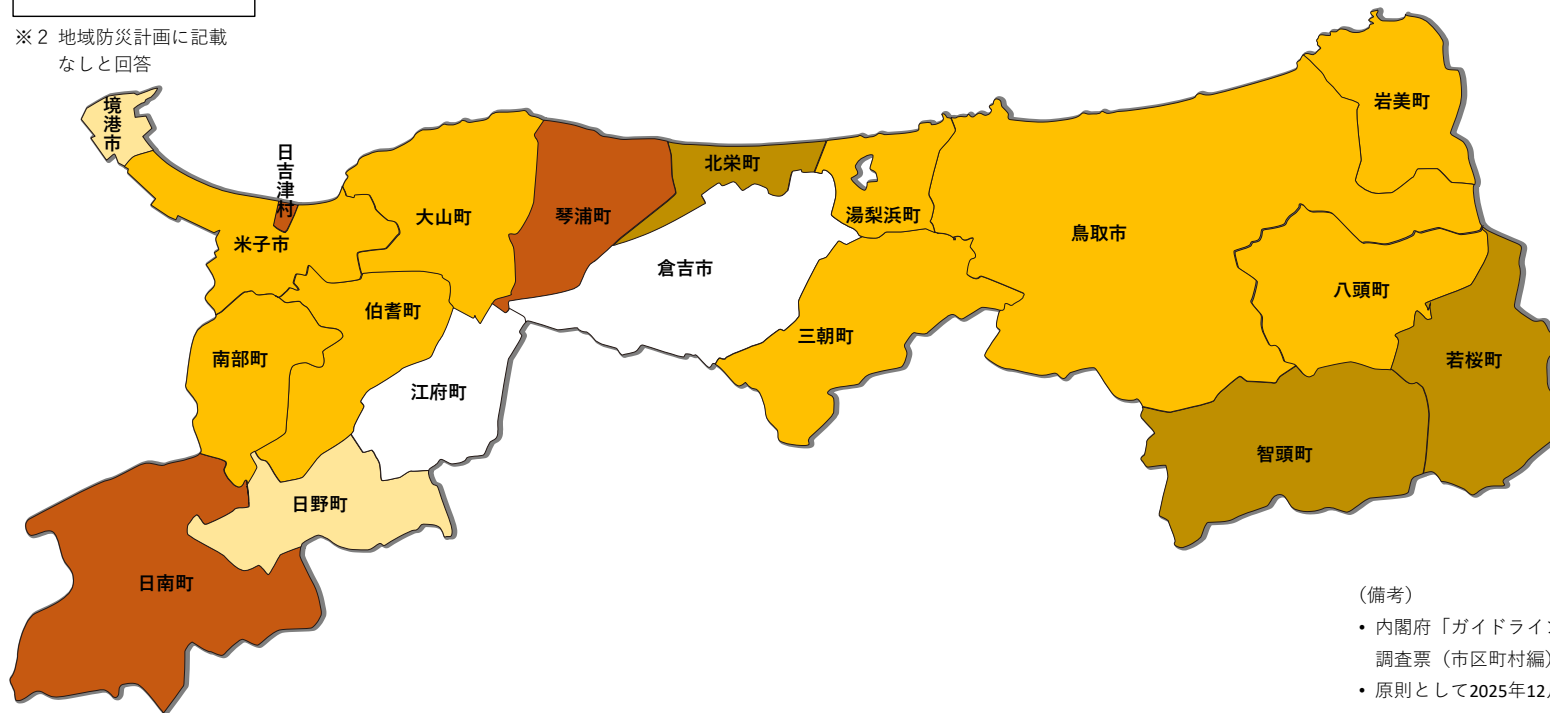 ※2 地域防災計画に記載
なしと回答
境港市
日吉津村
米子市
大山町
琴浦町
北栄町
湯梨浜町
鳥取市
岩美町
倉吉市
伯耆町
南部町
江府町
三朝町
八頭町
若桜町
智頭町
日野町
日南町
(備考)
• 内閣府「ガイドライン
調査票(市区町村編)
• 原則として2025年12月